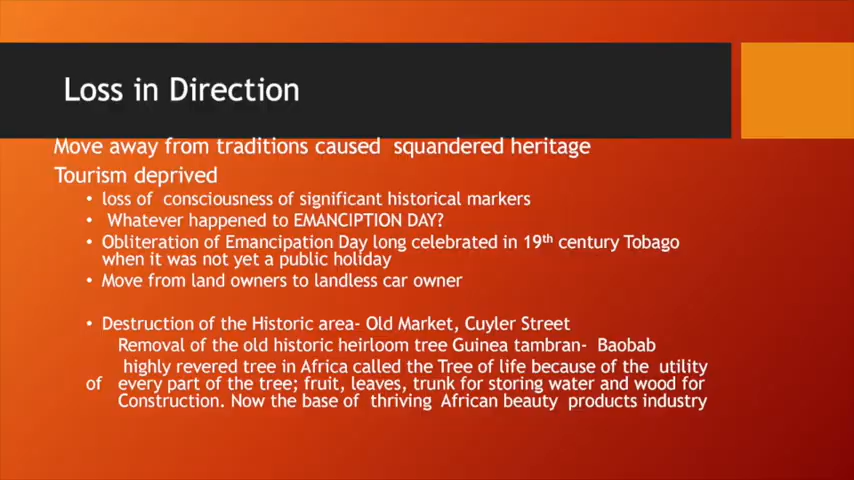 Loss in Direction
Move away from traditions caused squandered heritage
Tourism deprived
• loss of consciousness of significant historical markers
• Whatever happened to EMANCIPTION DAY?
• Obliteration of Emancipation Day long celebrated in 19th century Tobago
when it was not yet a public holiday
• Move from land owners to landless car owner
• Destruction of the Historic area- Old Market, Cuyler Street
Removal of the old historic heirloom tree Guinea tambran- Baobab
highly revered tree in Africa called the Tree of life because of the utility
of every part of the tree; fruit, leaves, trunk for storing water and wood for
Construction. Now the base of thriving African beauty products industry